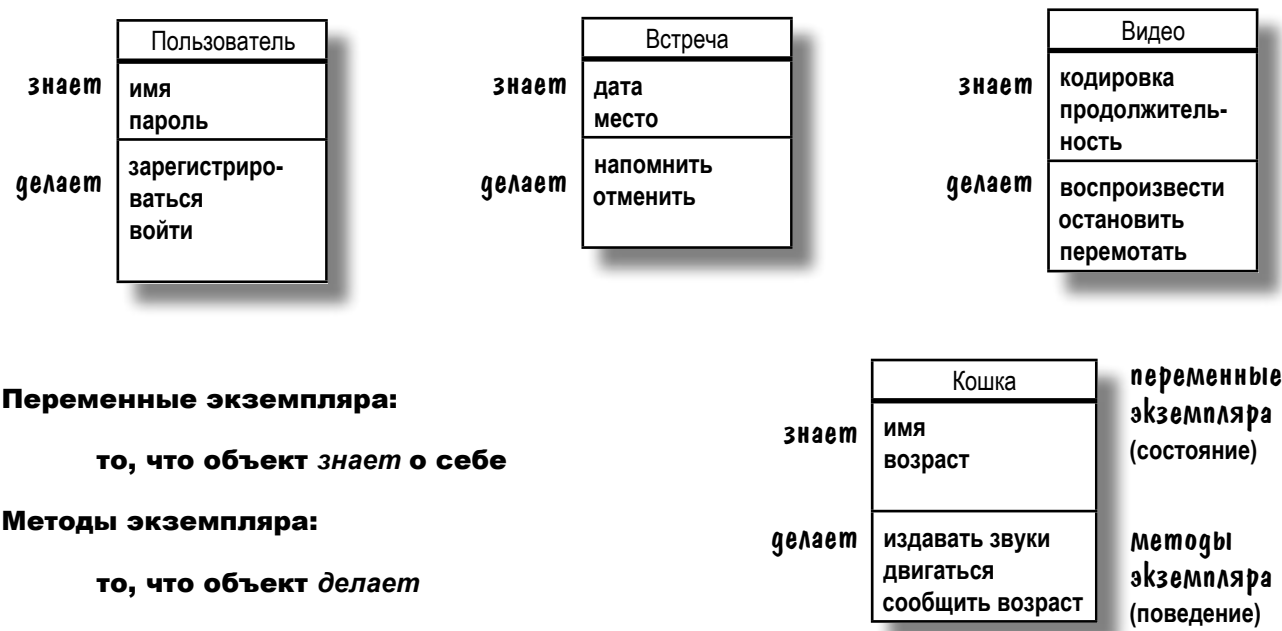 Пользователь
знает
имя
пароль
делает
зарегистриро-
ваться
войти
Встреча
знает
дата
место
делает
напомнить
отменить
Видео
знает
кодировка
продолжитель-
ность
делает
воспроизвести
остановить
перемотать
Переменные экземпляра:
то, что объект знает о себе
Методы экземпляра:
то, что объект делает
Кошка
знает
имя
возраст
делает
издавать звуки
двигаться
сообщить возраст
переменные
экземпляра
(состояние)
методы
экземпляра
(поведение)